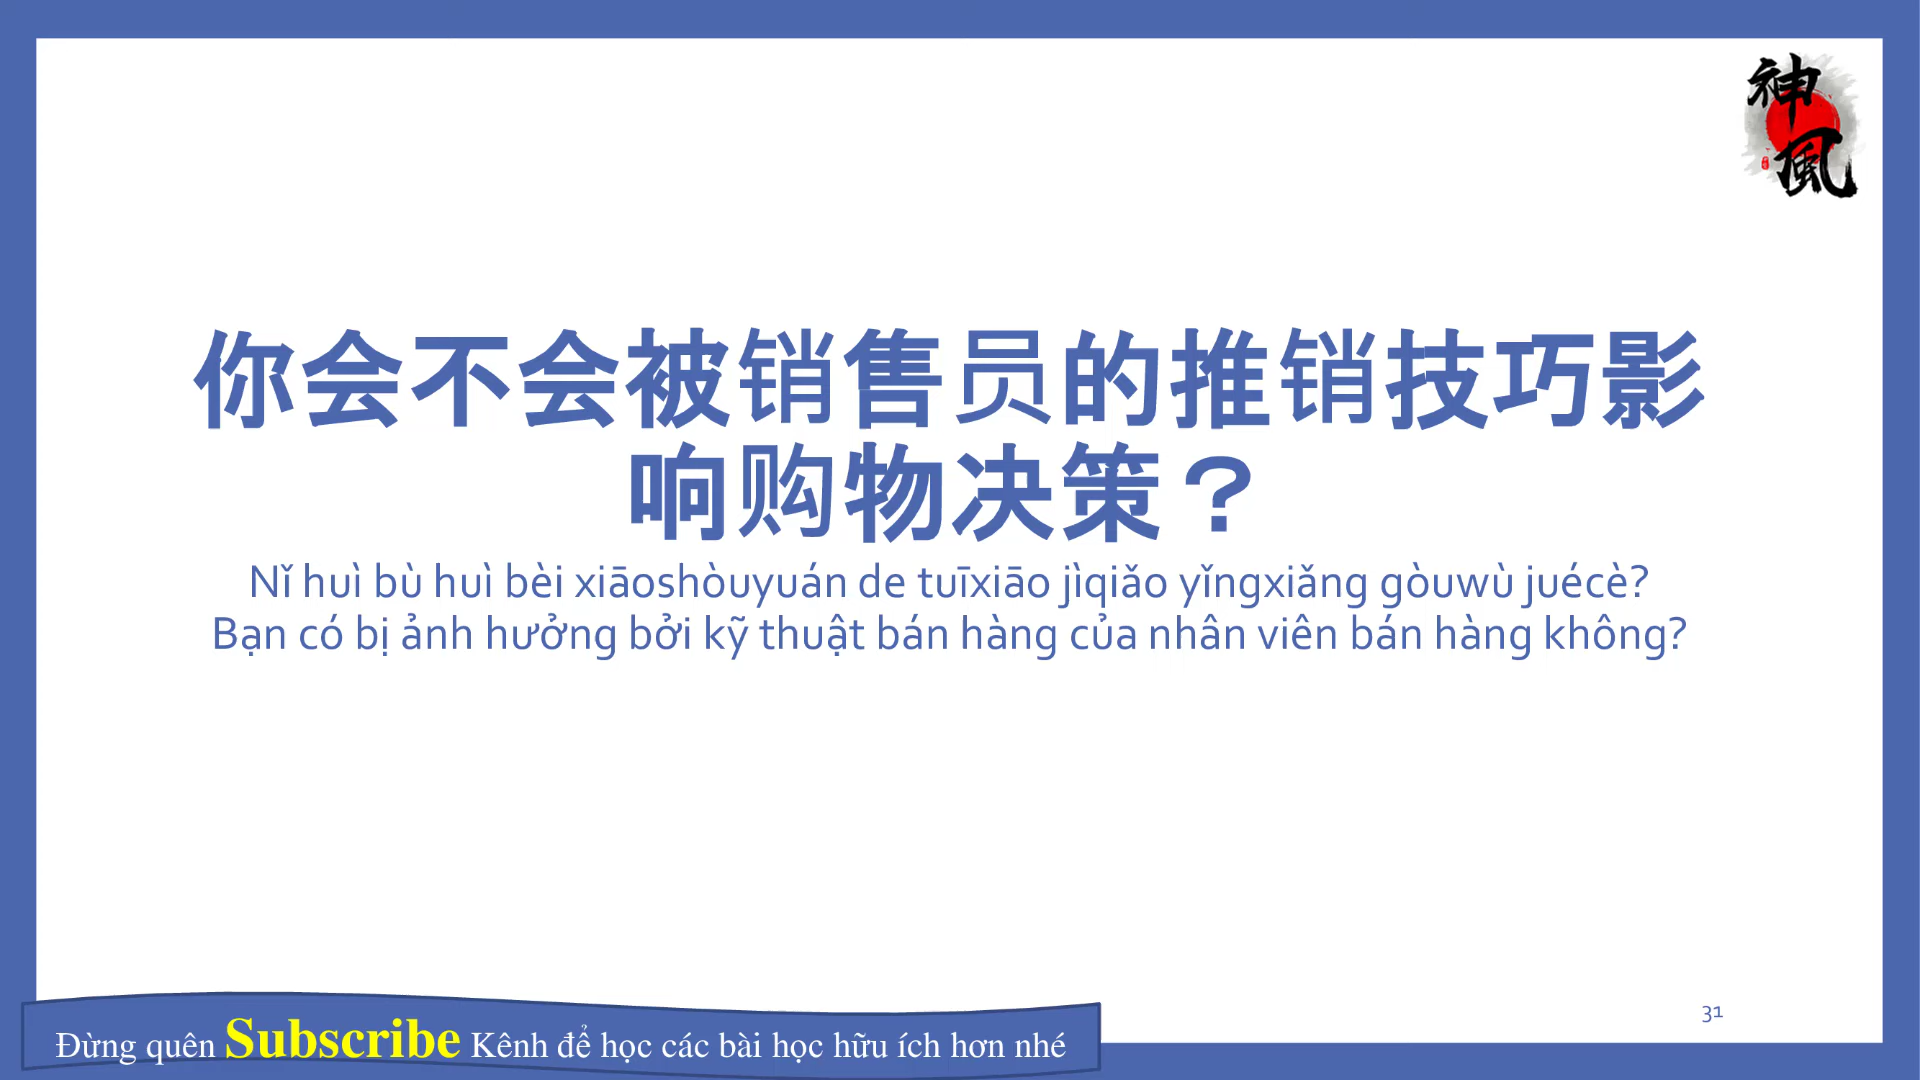 神
風
你会不会被销售员的推销技巧影
响购物决策？
Nǐ huì bù huì bèi xiāoshòuyuán de tuīxiāo jìqiǎo yǐngxiǎng gòuwù juécè?
Bạn có bị ảnh hưởng bởi kỹ thuật bán hàng của nhân viên bán hàng không?
31
Đừng quên Subscribe Kênh để học các bài học hữu ích hơn nhé